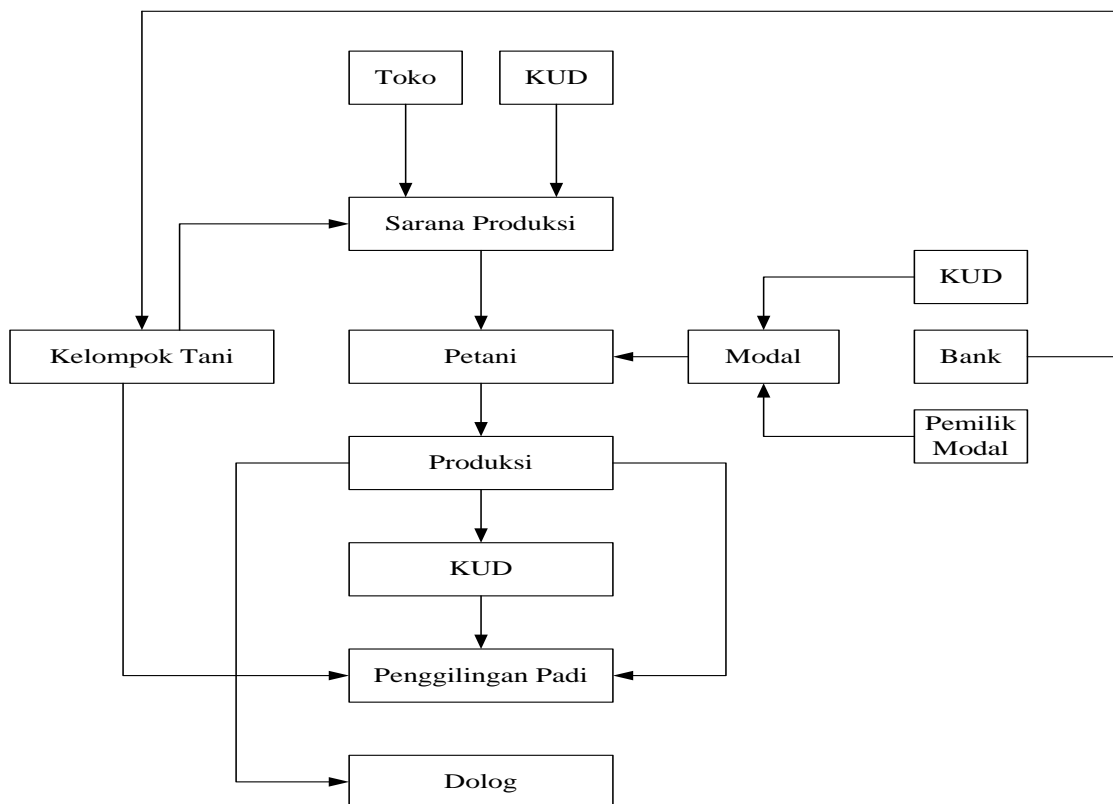 Toko
KUD
Sarana Produksi
KUD
Kelompok Tani
Petani
Modal
Bank
Pemilik
Modal
Produksi
KUD
Penggilingan Padi
Dolog